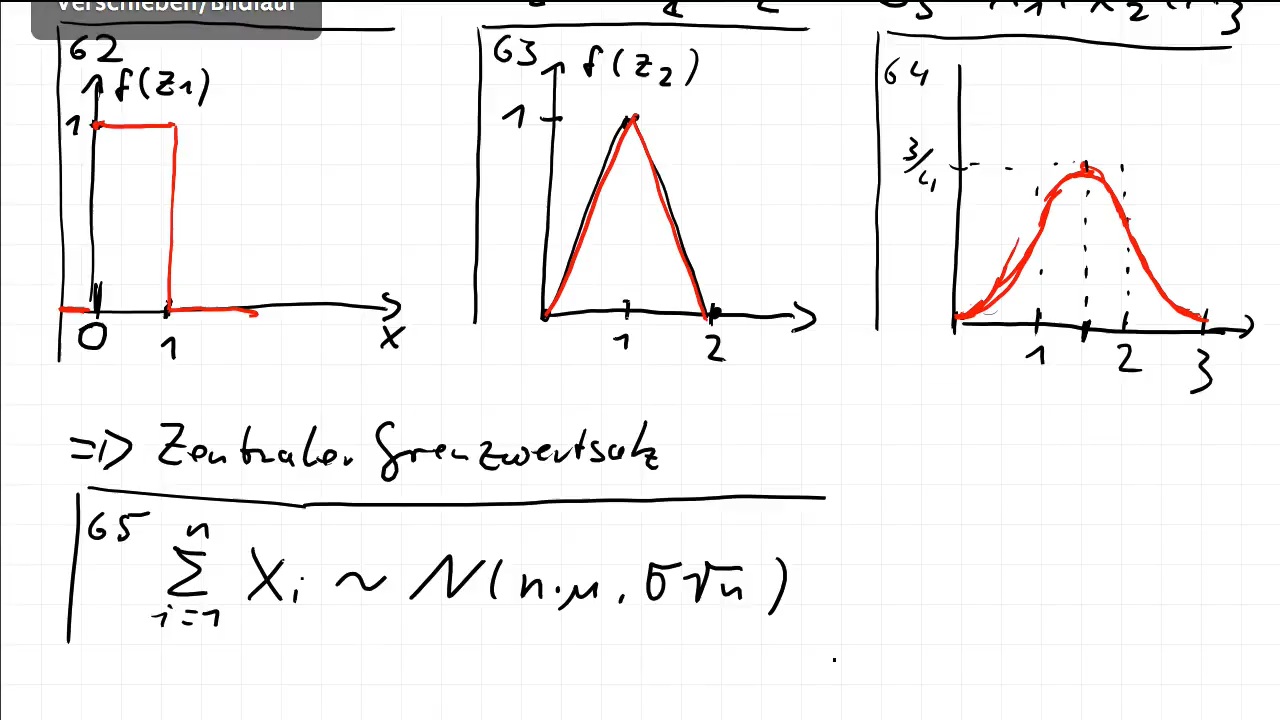 Verschieben/Bildlauf
62
f(z1)
1
0
1
x
63
f(z2)
1
1
2
64
3/4
1
2
3
=> Zentraler Grenzwertsatz
65
n
∑ Xi ~ N(n·μ, σ√n)
i=1